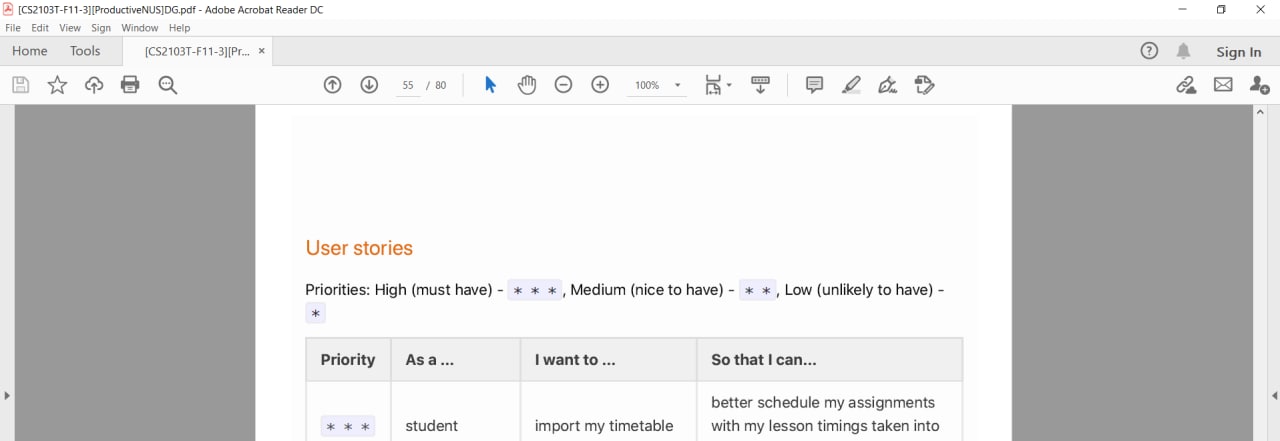 [CS2103T-F11-3][ProductiveNUS]DG.pdf - Adobe Acrobat Reader DC
File Edit View Sign Window Help
Home Tools [CS2103T-F11-3][Pr... × Sign In
55 / 80 100%
User stories
Priorities: High (must have) - * * *, Medium (nice to have) - * *, Low (unlikely to have) -
*
Priority As a ... I want to ... So that I can...
better schedule my assignments
* * * student import my timetable with my lesson timings taken into